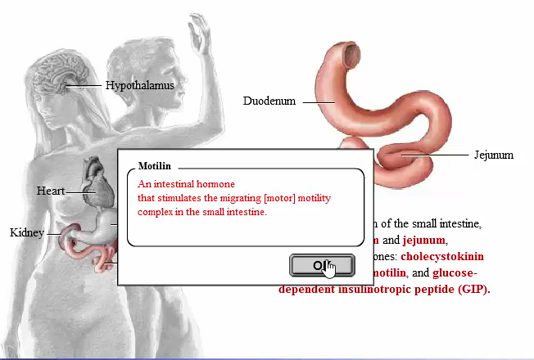 Hypothalamus
Duodenum
Jejunum
Heart
Kidney
Motilin
An intestinal hormone
that stimulates the migrating [motor] motility
complex in the small intestine.
OK
of the small intestine,
and jejunum,
cholecystokinin
motilin, and glucose-
dependent insulinotropic peptide (GIP).